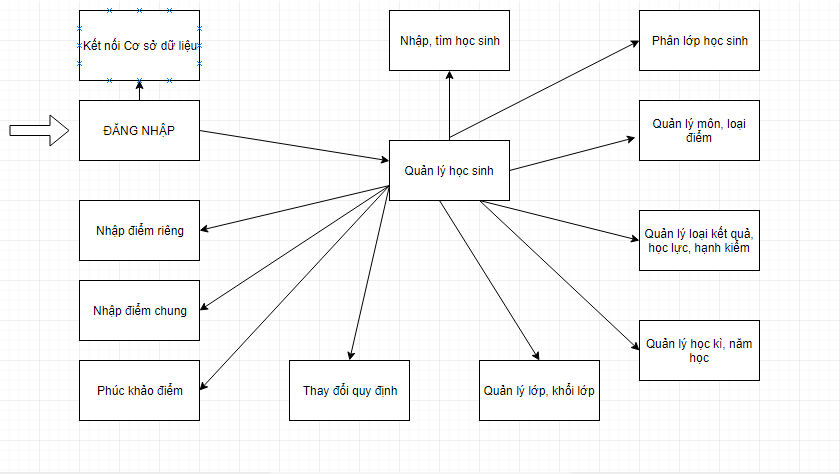 Kết nối Cơ sở dữ liệu
Nhập, tìm học sinh
Phân lớp học sinh
ĐĂNG NHẬP
Quản lý môn, loại
điểm
Quản lý học sinh
Nhập điểm riêng
Quản lý loại kết quả,
học lực, hạnh kiểm
Nhập điểm chung
Quản lý học kì, năm
học
Phúc khảo điểm
Thay đổi quy định
Quản lý lớp, khổi lớp